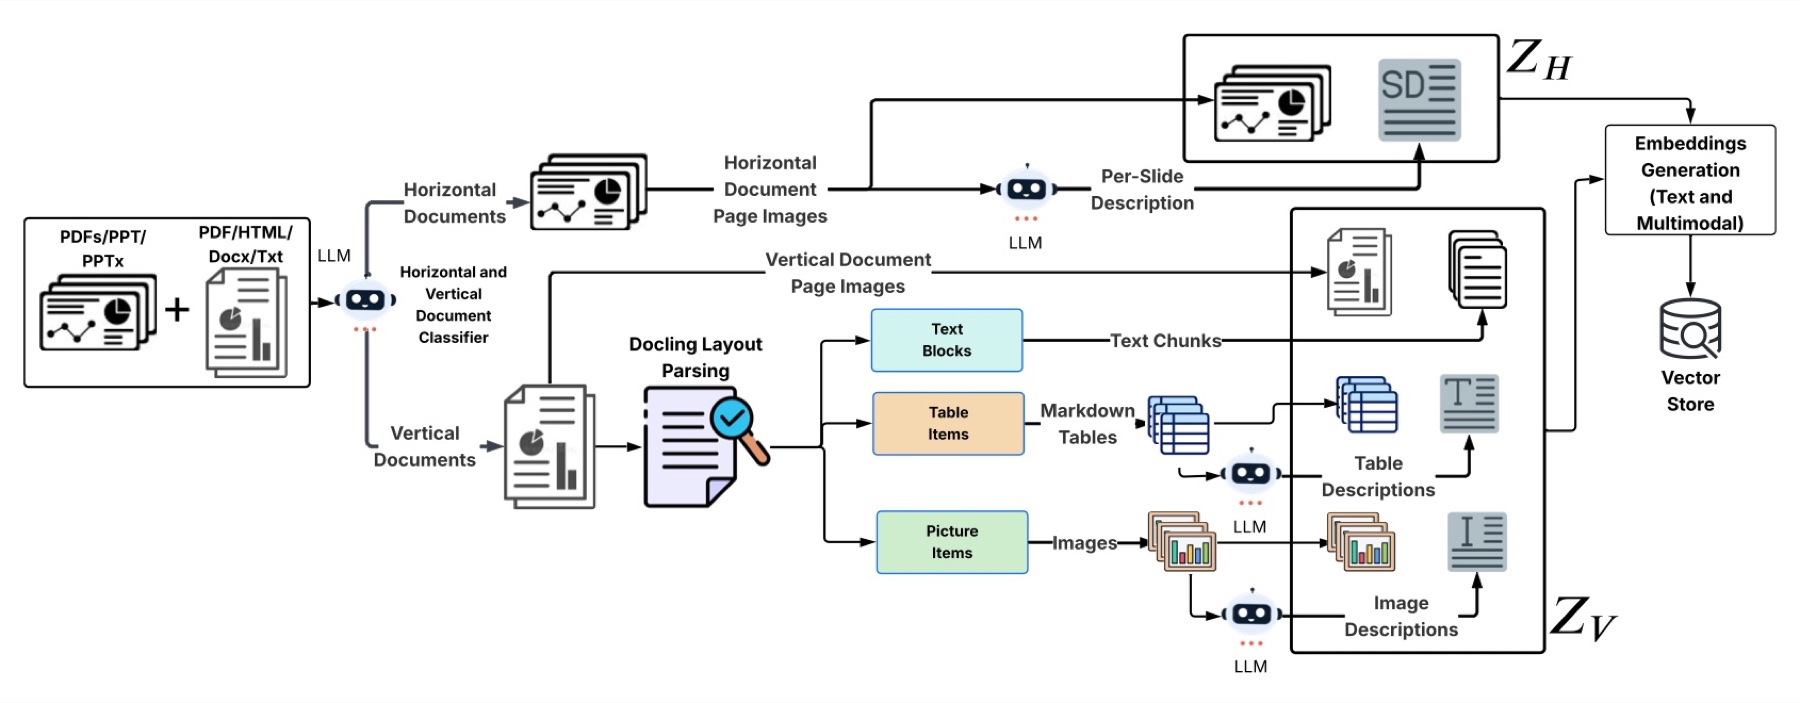 PDFs/PPT/
PPTx
PDF/HTML/
Docx/Txt
LLM
Horizontal and
Vertical
Document
Classifier
Horizontal
Documents
Horizontal
Document
Page Images
LLM
Per-Slide
Description
SD
Z_H
Vertical
Documents
Vertical Document
Page Images
Docling Layout
Parsing
Text
Blocks
Text Chunks
Table
Items
Markdown
Tables
LLM
Table
Descriptions
T
Picture
Items
Images
LLM
Image
Descriptions
I
Z_V
Embeddings
Generation
(Text and
Multimodal)
Vector
Store